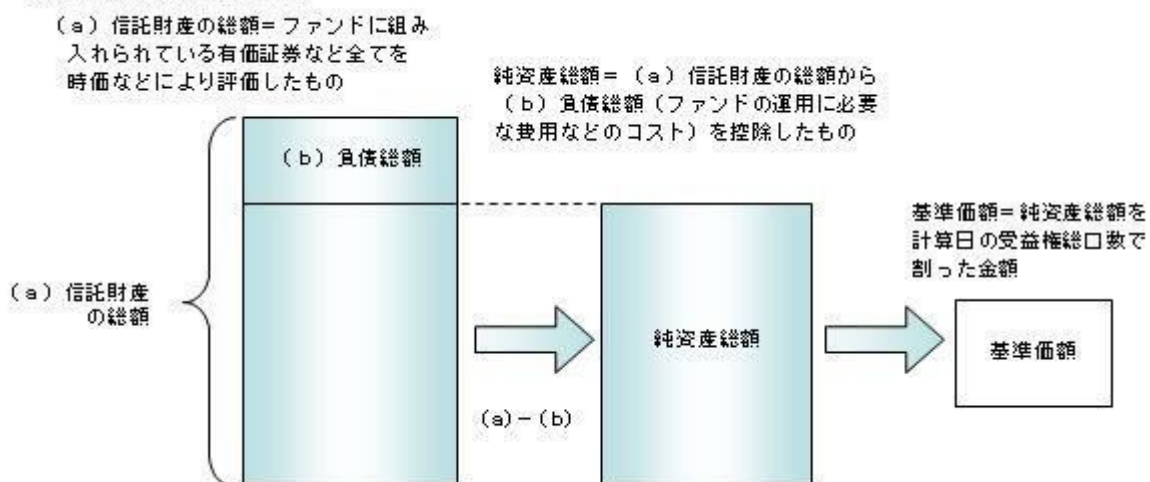 (a)信託財産の総額=ファンドに組み
入れられている有価証券など全てを
時価などにより評価したもの
純資産総額=(a)信託財産の総額から
(b)負債総額(ファンドの運用に必要
な費用などのコスト)を控除したもの
(b)負債総額
基準価額=純資産総額を
計算日の受益権総口数で
割った金額
(a)信託財産
の総額
純資産総額
基準価額
(a)-(b)